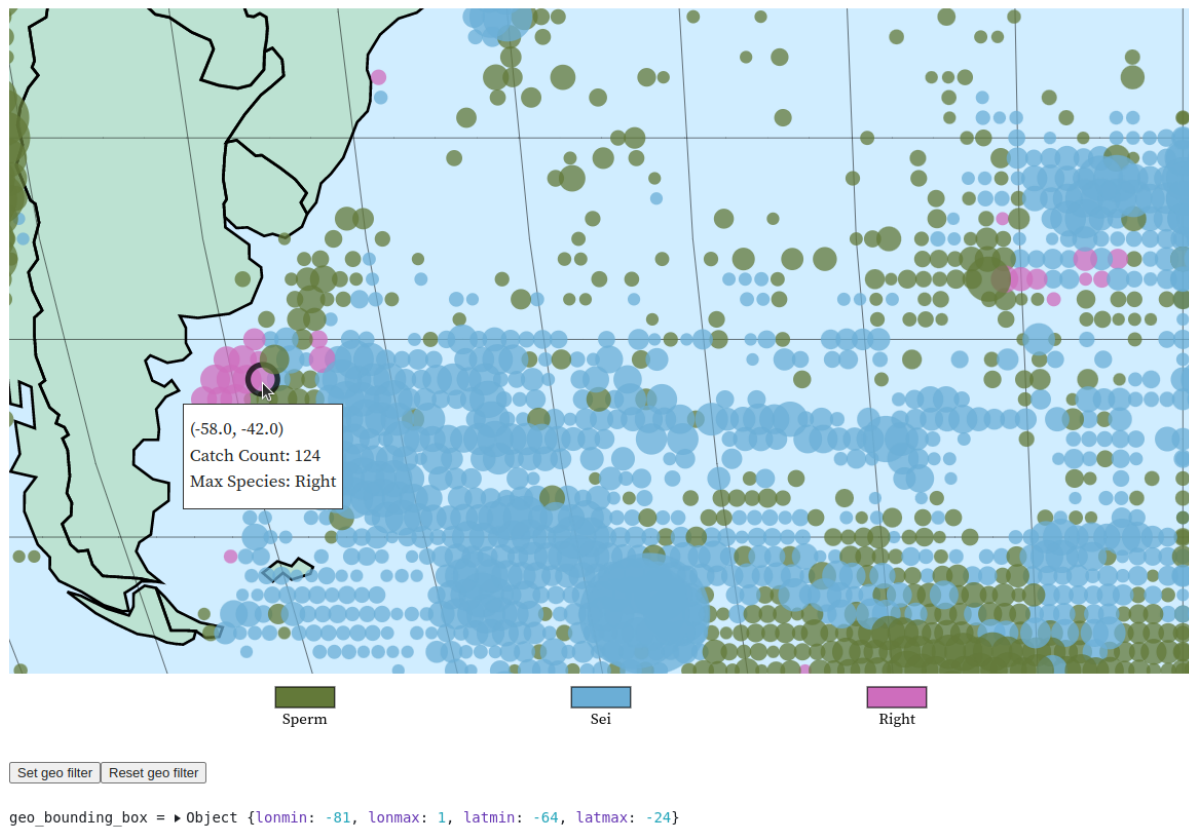 (-58.0, -42.0)
Catch Count: 124
Max Species: Right
Sperm
Sei
Right
Set geo filter
Reset geo filter
geo_bounding_box = ▸ Object {lonmin: -81, lonmax: 1, latmin: -64, latmax: -24}